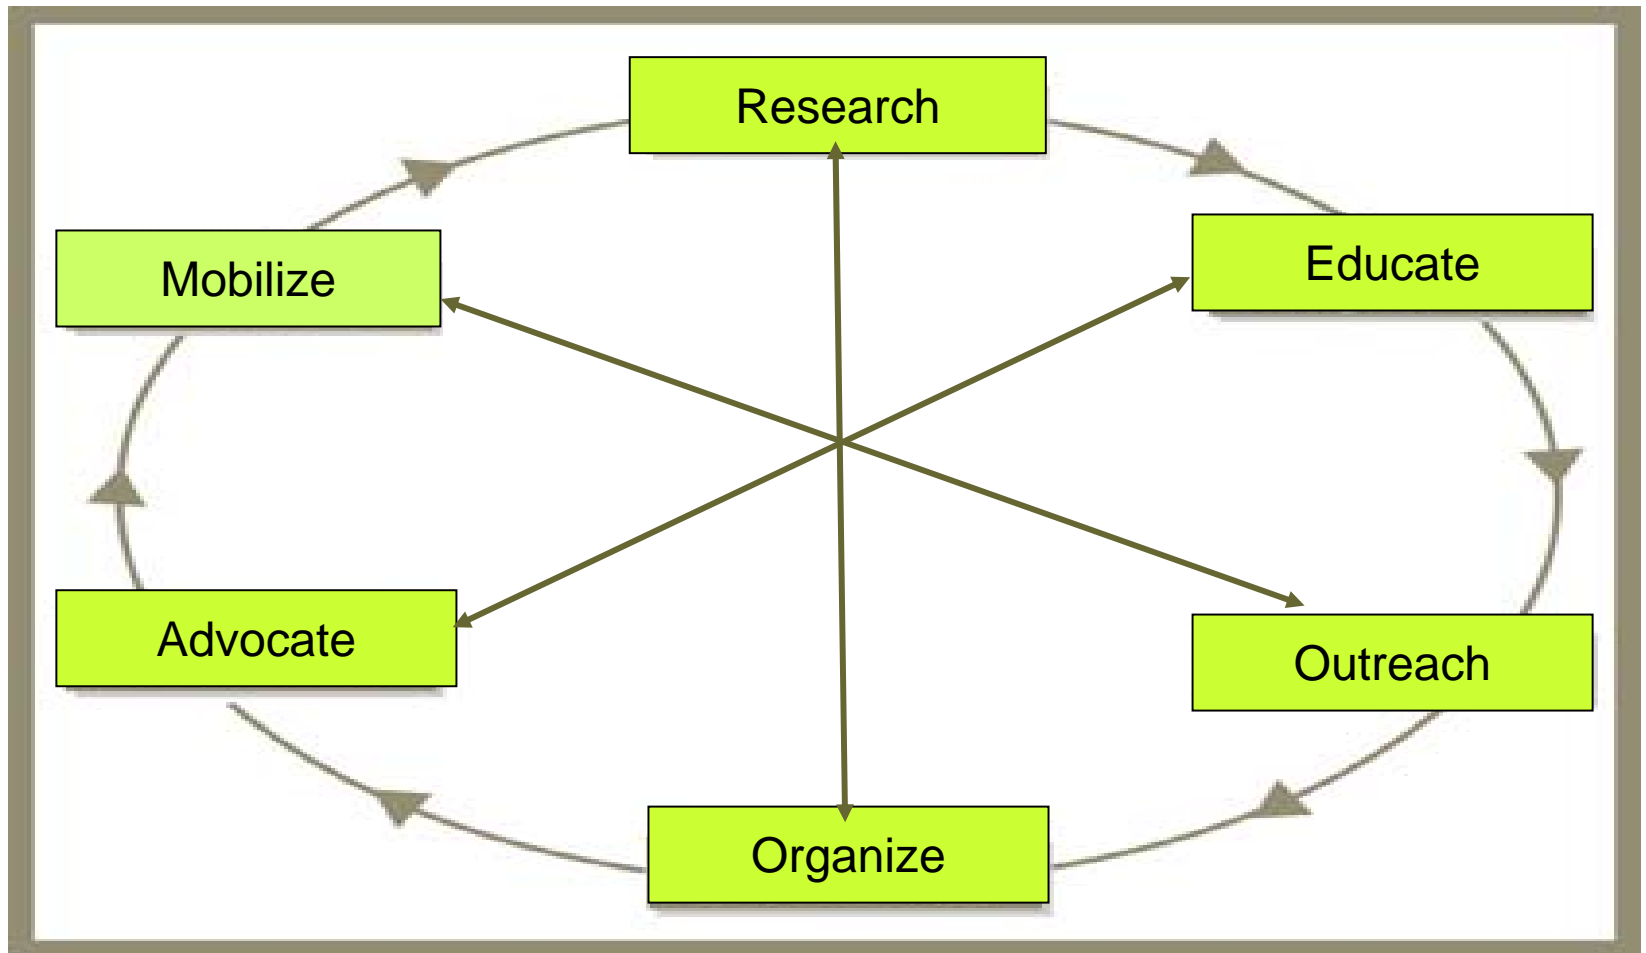 Research
Educate
Mobilize
Advocate
Outreach
Organize